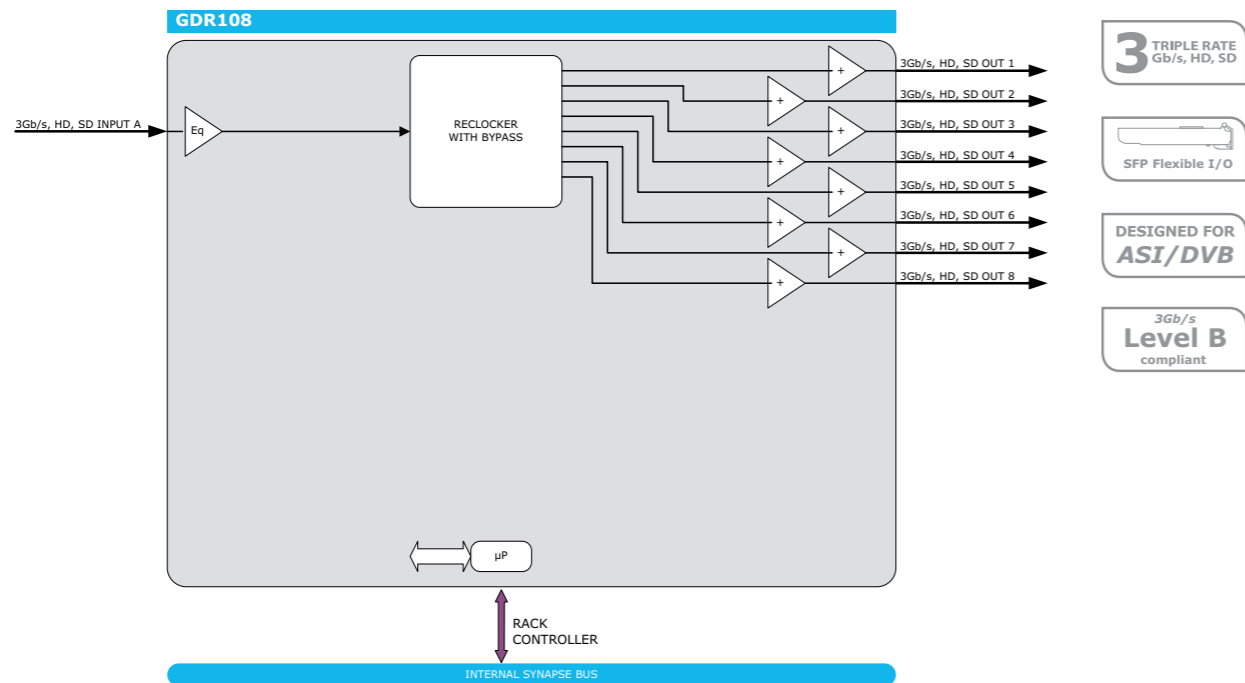 GDR108
3Gb/s, HD, SD INPUT A
Eq
RECLOCKER
WITH BYPASS
+
3Gb/s, HD, SD OUT 1
+
3Gb/s, HD, SD OUT 2
+
3Gb/s, HD, SD OUT 3
+
3Gb/s, HD, SD OUT 4
+
3Gb/s, HD, SD OUT 5
+
3Gb/s, HD, SD OUT 6
+
3Gb/s, HD, SD OUT 7
+
3Gb/s, HD, SD OUT 8
µP
RACK
CONTROLLER
INTERNAL SYNAPSE BUS
3 TRIPLE RATE
Gb/s, HD, SD
SFP Flexible I/O
DESIGNED FOR
ASI/DVB
3Gb/s
Level B
compliant